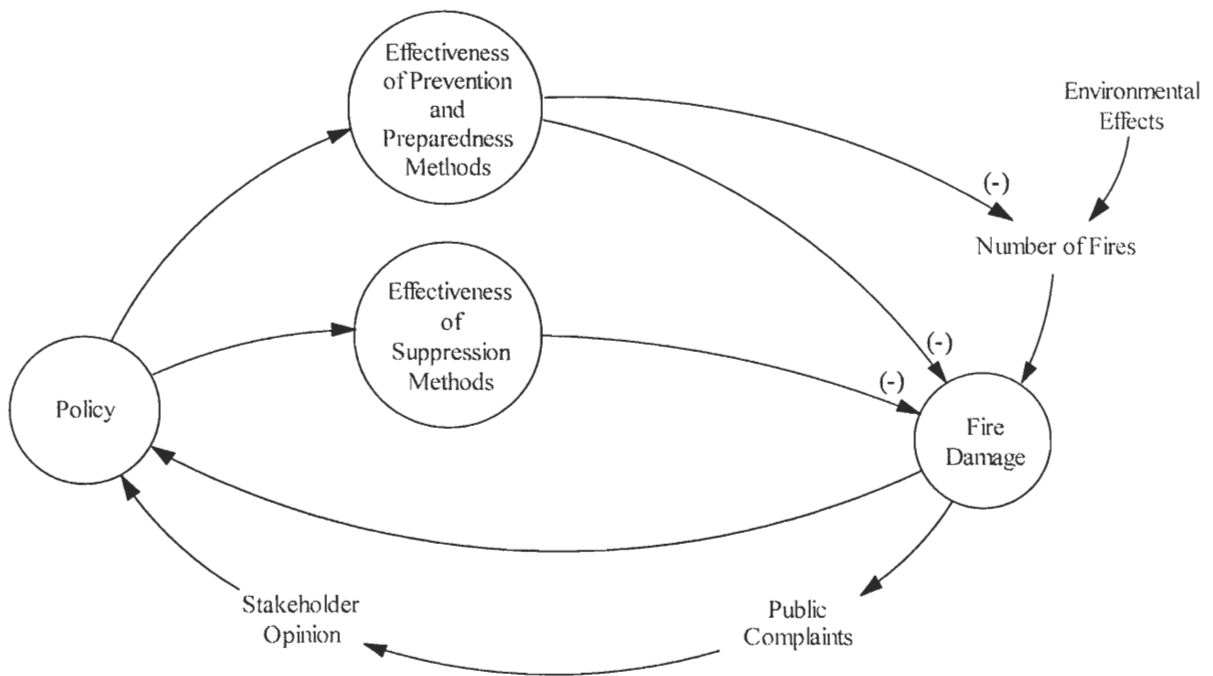 Effectiveness
of Prevention
and
Preparedness
Methods
Environmental
Effects
(-)
Number of Fires
Effectiveness
of
Suppression
Methods
(-)
(-)
Policy
Fire
Damage
Stakeholder
Opinion
Public
Complaints